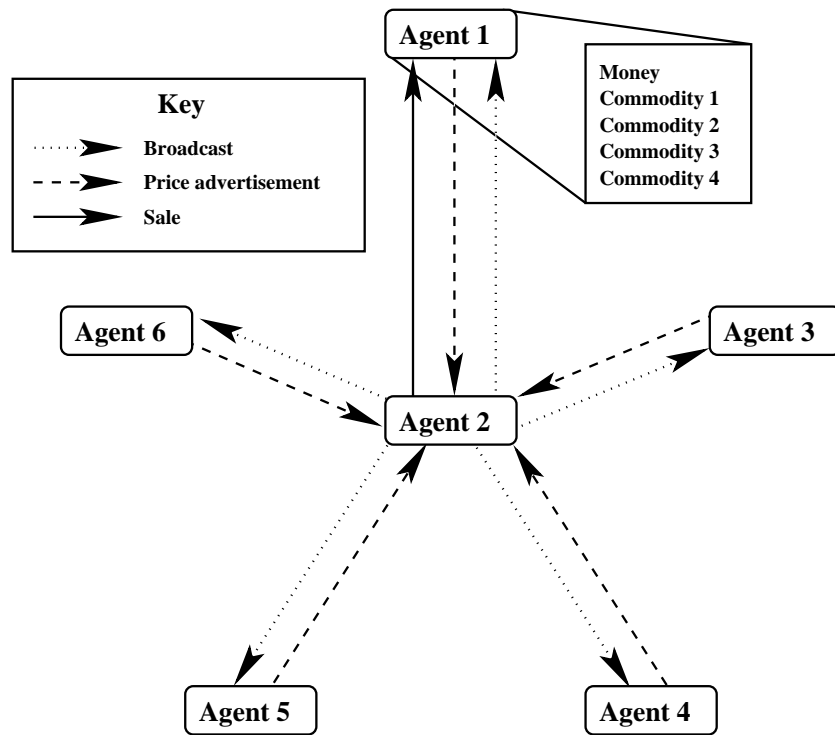 Agent 1
Money
Commodity 1
Commodity 2
Commodity 3
Commodity 4
Key
Broadcast
Price advertisement
Sale
Agent 6
Agent 3
Agent 2
Agent 5
Agent 4